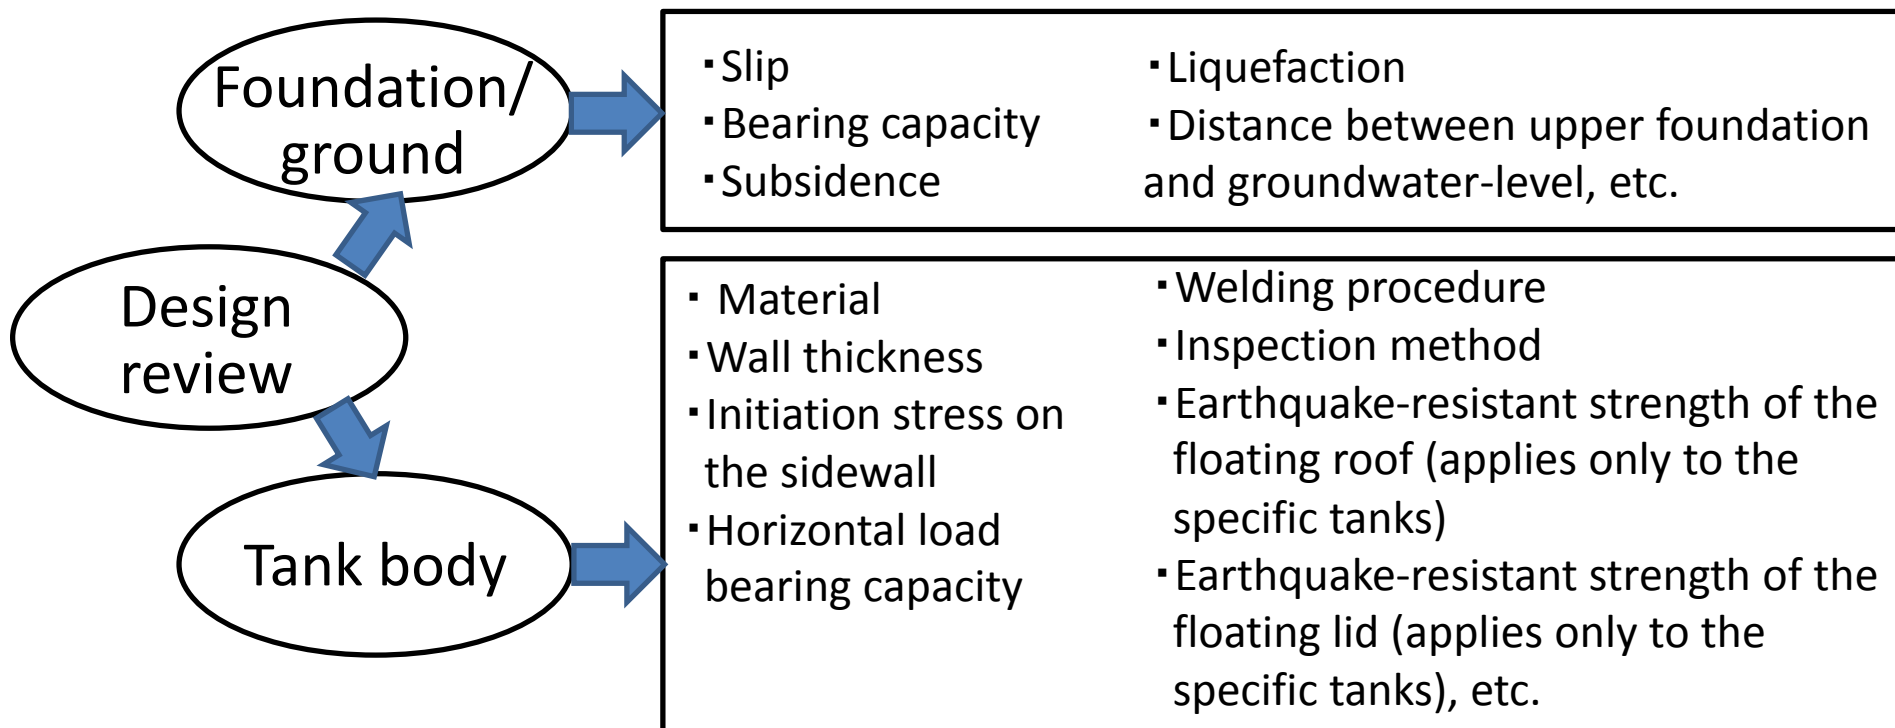 Foundation/
ground
・Slip
・Bearing capacity
・Subsidence
・Liquefaction
・Distance between upper foundation
and groundwater-level, etc.
Design
review
Tank body
・ Material
・Wall thickness
・Initiation stress on
the sidewall
・Horizontal load
bearing capacity
・Welding procedure
・Inspection method
・Earthquake-resistant strength of the
floating roof (applies only to the
specific tanks)
・Earthquake-resistant strength of the
floating lid (applies only to the
specific tanks), etc.